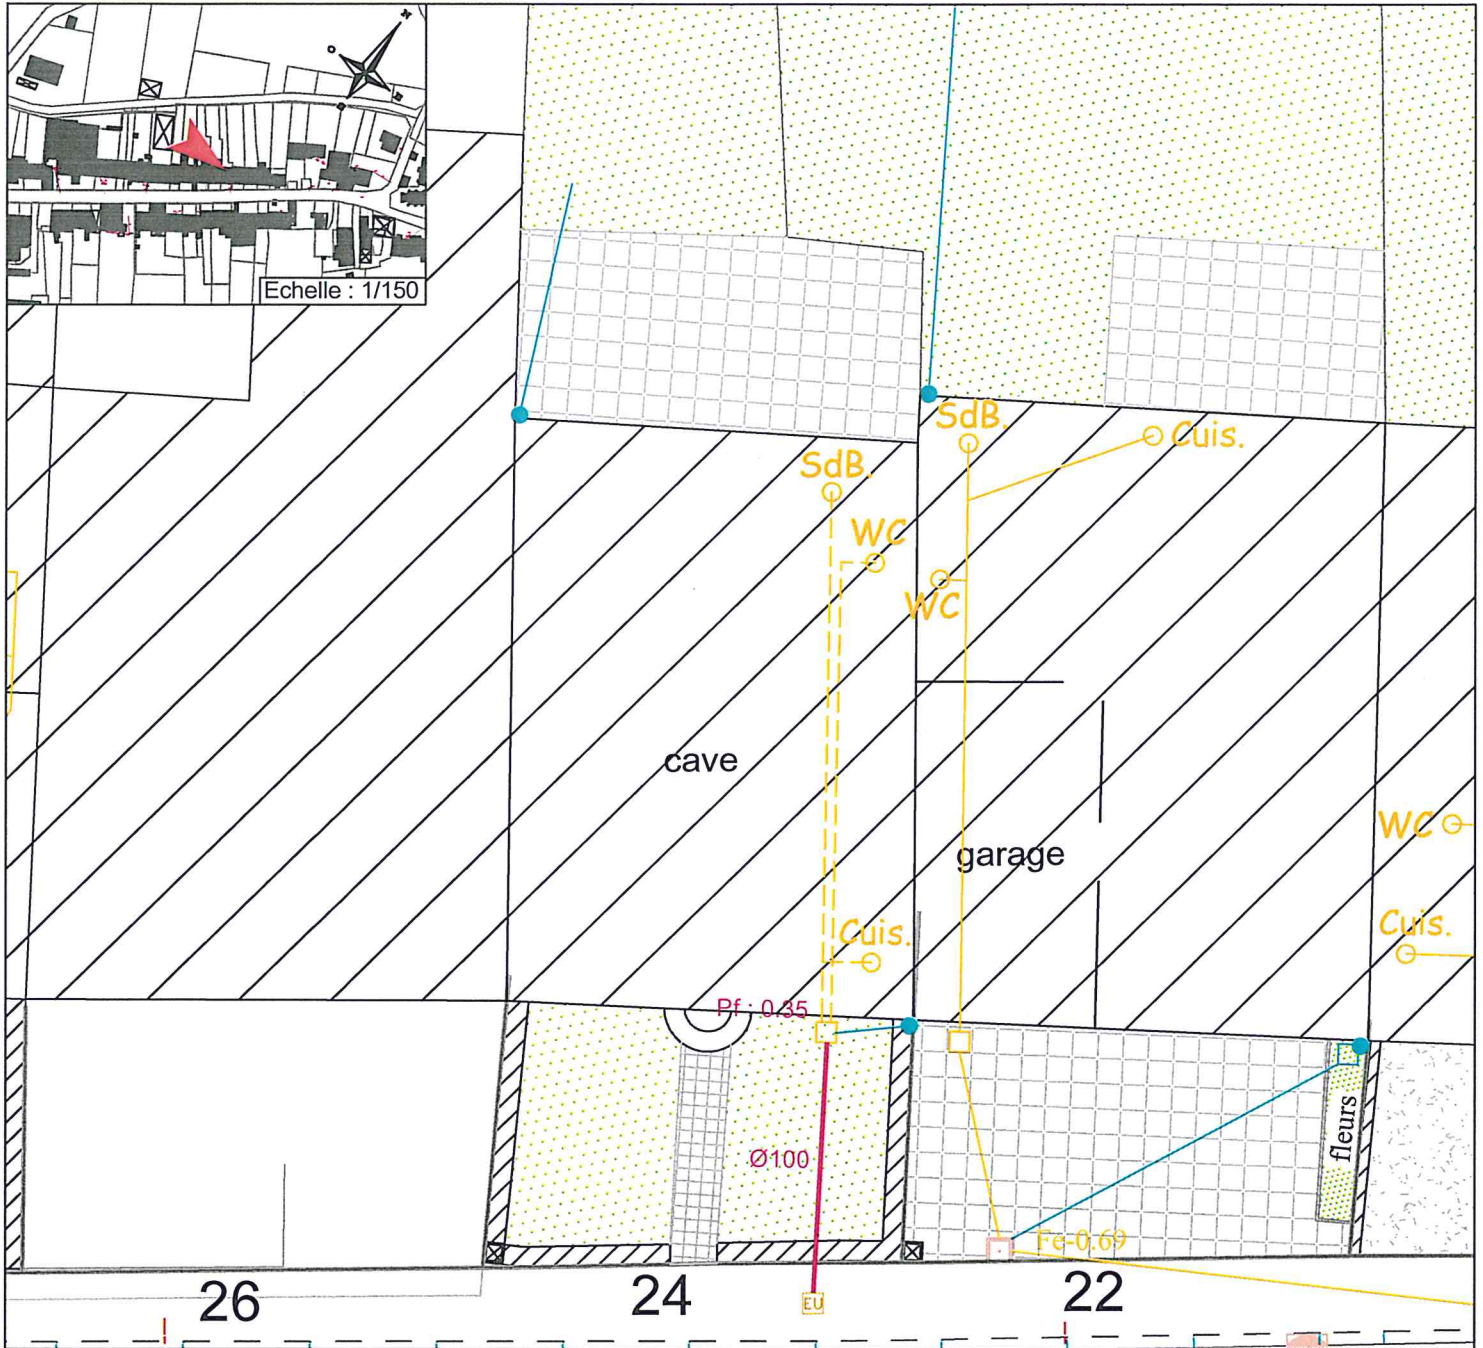 N
Echelle : 1/150
SdB.
Cuis.
SdB.
WC
WC
cave
garage
WC
Cuis.
Cuis.
Pf : 0.35
Ø100
fleurs
Fe-0.69
EU
26
24
22